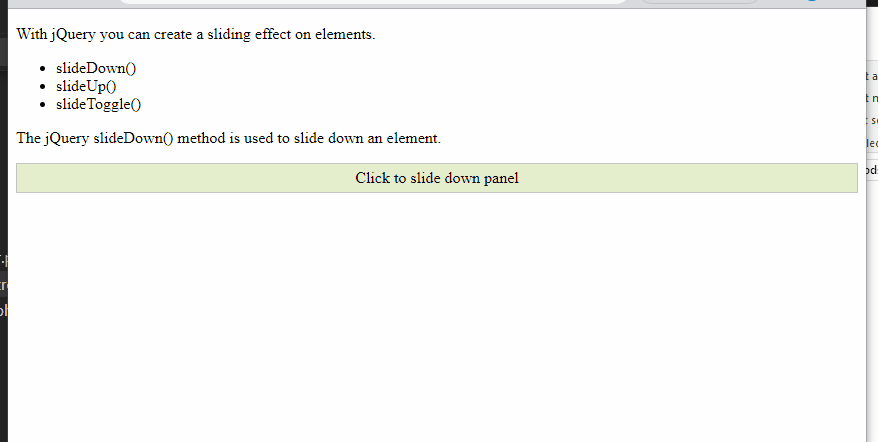 With jQuery you can create a sliding effect on elements.
slideDown()
slideUp()
slideToggle()
The jQuery slideDown() method is used to slide down an element.
Click to slide down panel